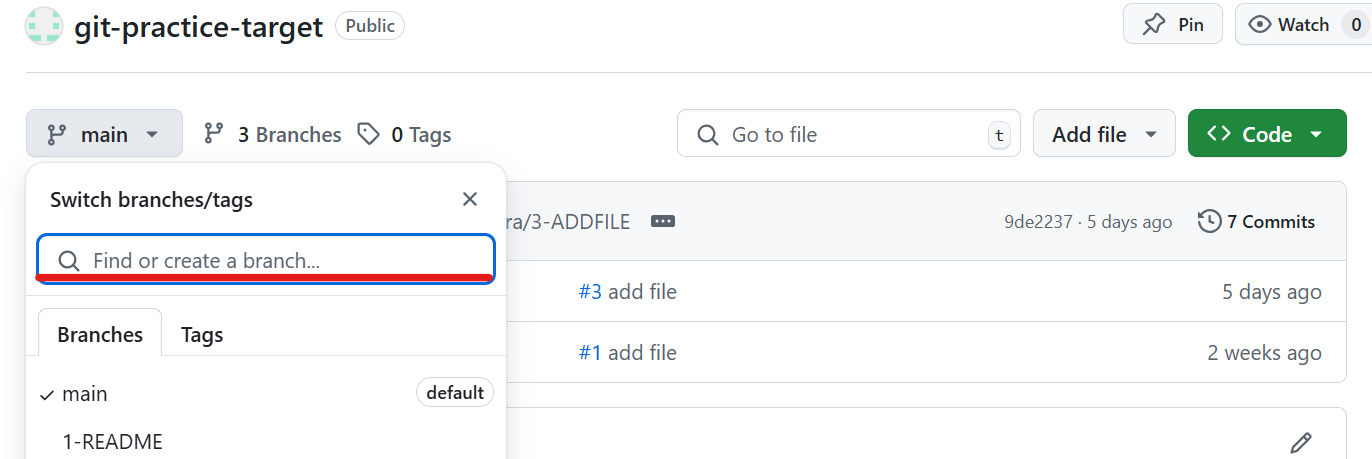 git-practice-target Public Pin Watch 0
main 3 Branches 0 Tags Go to file t Add file Code
Switch branches/tags
ra/3-ADDFILE 9de2237 · 5 days ago 7 Commits
Find or create a branch...
#3 add file 5 days ago
Branches Tags
#1 add file 2 weeks ago
main default
1-README